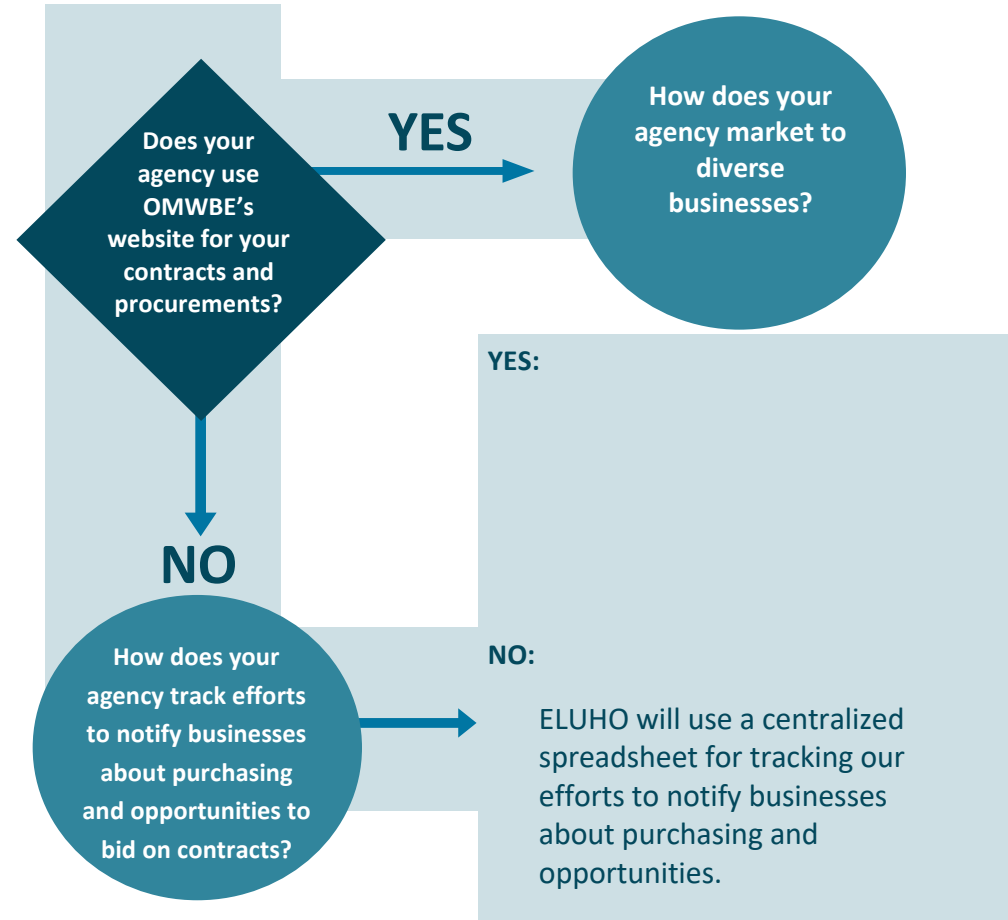 Does your
agency use
OMWBE’s
website for your
contracts and
procurements?
YES
How does your
agency market to
diverse
businesses?
YES:
NO
How does your
agency track efforts
to notify businesses
about purchasing
and opportunities to
bid on contracts?
NO:
ELUHO will use a centralized
spreadsheet for tracking our
efforts to notify businesses
about purchasing and
opportunities.